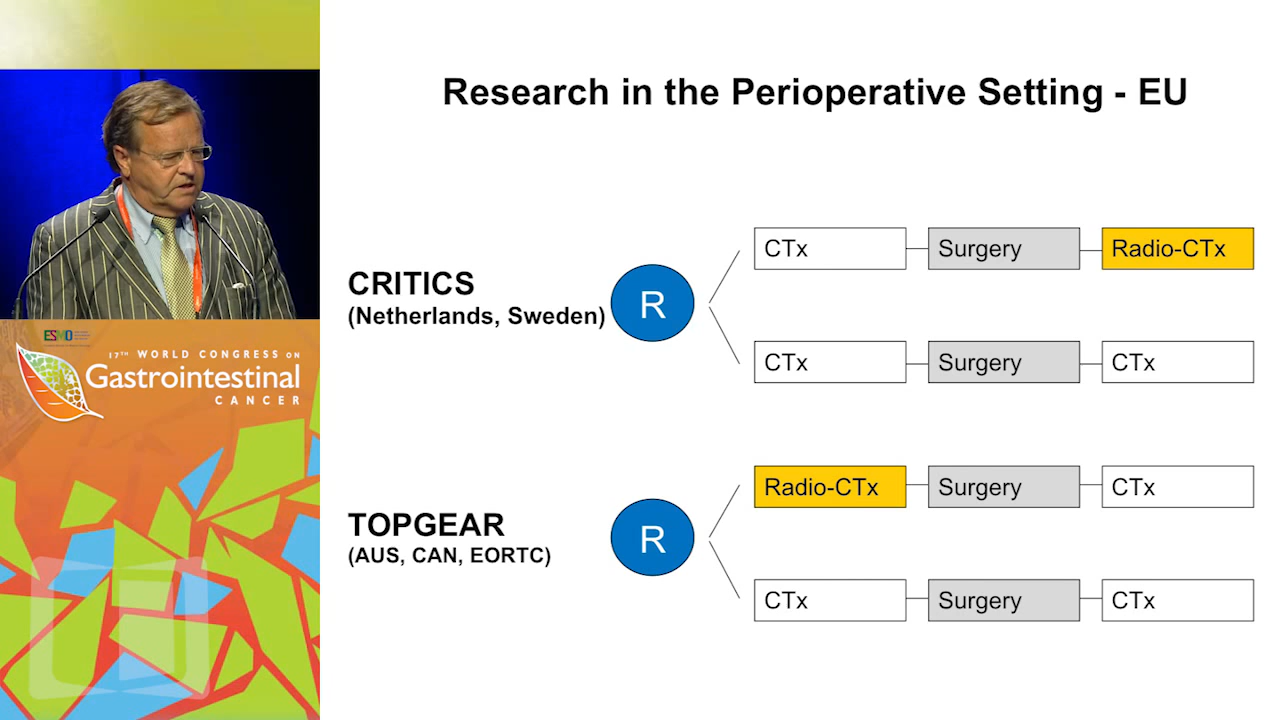 Research in the Perioperative Setting - EU
CRITICS
(Netherlands, Sweden)
R
CTx
Surgery
Radio-CTx
CTx
Surgery
CTx
TOPGEAR
(AUS, CAN, EORTC)
R
Radio-CTx
Surgery
CTx
CTx
Surgery
CTx
ESMO
17TH WORLD CONGRESS ON
Gastrointestinal
CANCER